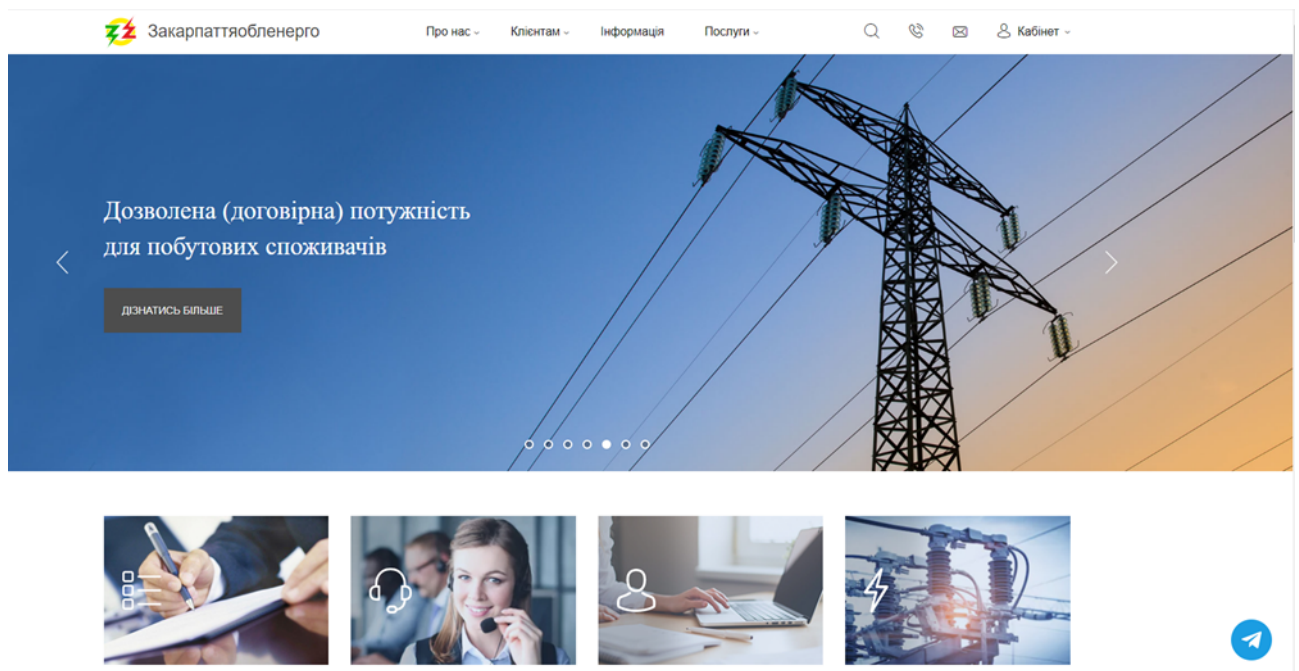 Закарпаттяобленерго
Про нас
Клієнтам
Інформація
Послуги
Кабінет
Дозволена (договірна) потужність
для побутових споживачів
ДІЗНАТИСЬ БІЛЬШЕ